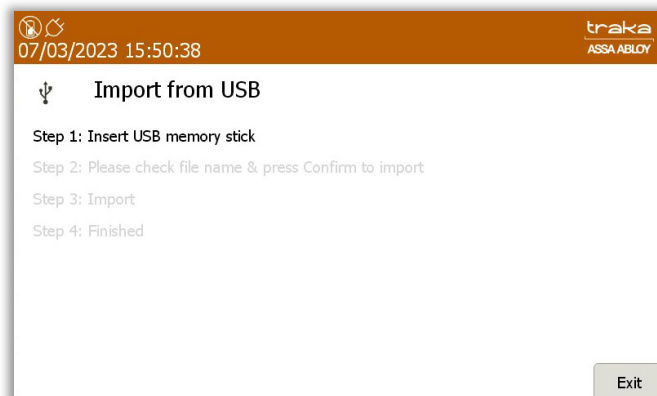 traka
07/03/2023 15:50:38
ASSA ABLOY
Import from USB
Step 1: Insert USB memory stick
Step 2: Please check file name & press Confirm to import
Step 3: Import
Step 4: Finished
Exit